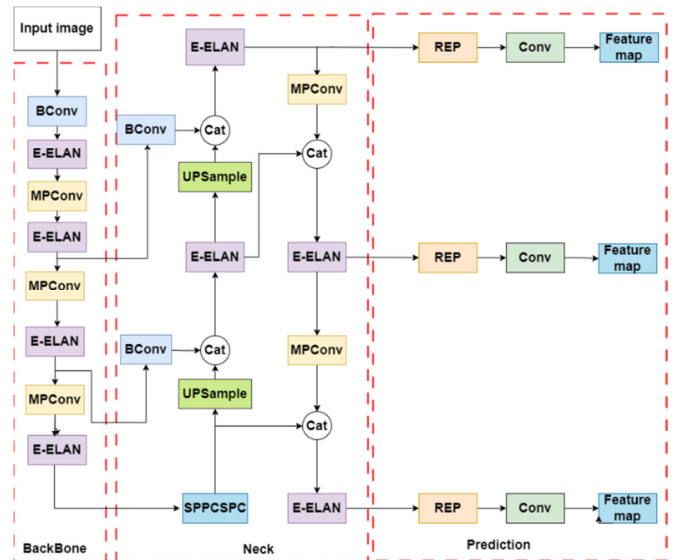 Input image
BConv
E-ELAN
MPConv
E-ELAN
MPConv
E-ELAN
MPConv
E-ELAN
BackBone
E-ELAN
BConv
Cat
UPSample
E-ELAN
BConv
Cat
UPSample
SPPCSPC
MPConv
Cat
E-ELAN
MPConv
Cat
E-ELAN
Neck
REP
Conv
Feature
map
REP
Conv
Feature
map
REP
Conv
Feature
map
Prediction